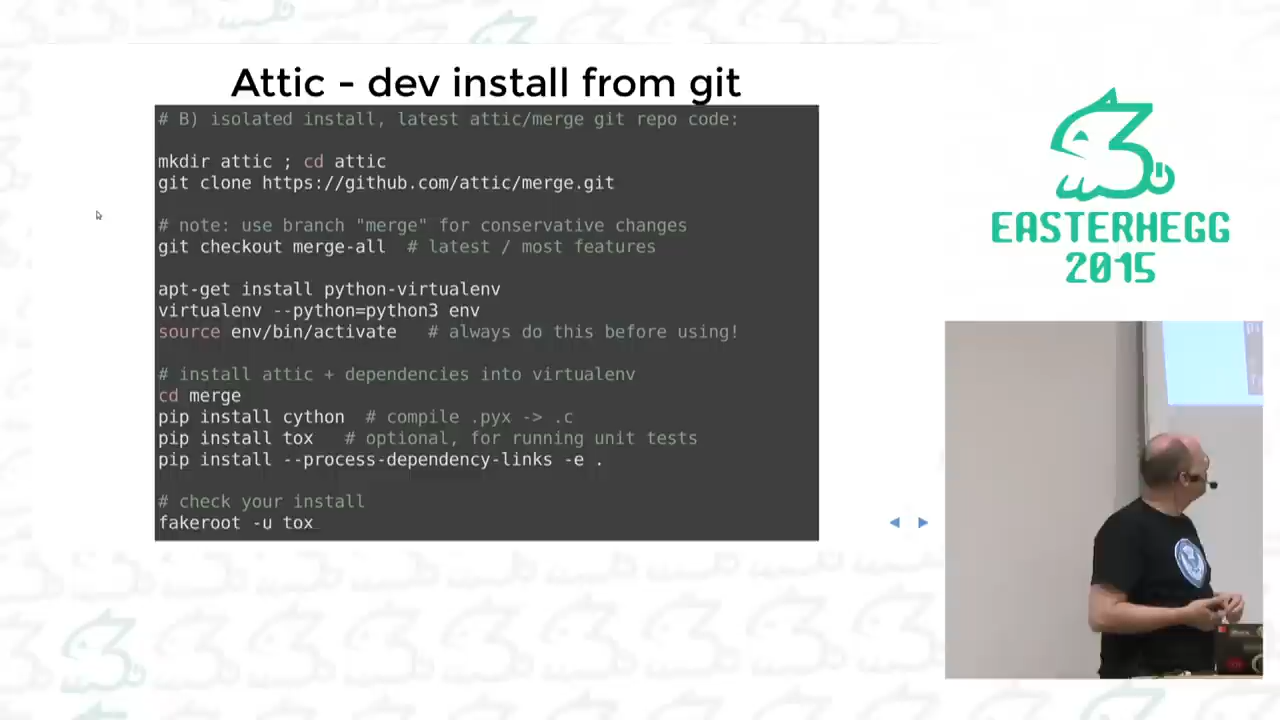 Attic - dev install from git
# B) isolated install, latest attic/merge git repo code:
mkdir attic ; cd attic
git clone https://github.com/attic/merge.git
# note: use branch "merge" for conservative changes
git checkout merge-all  # latest / most features
apt-get install python-virtualenv
virtualenv --python=python3 env
source env/bin/activate   # always do this before using!
# install attic + dependencies into virtualenv
cd merge
pip install cython  # compile .pyx -> .c
pip install tox   # optional, for running unit tests
pip install --process-dependency-links -e .
# check your install
fakeroot -u tox
EASTERHEGG
2015